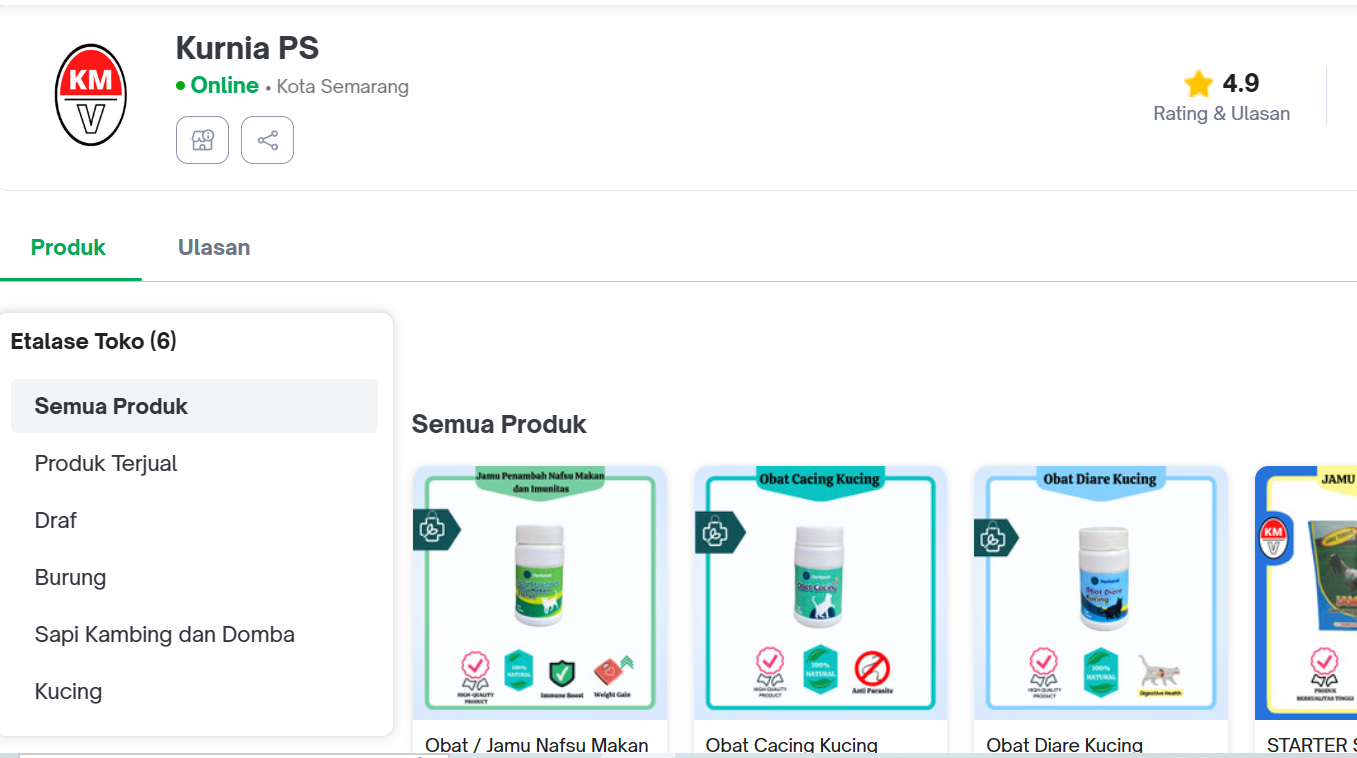 KM
V
Kurnia PS
Online • Kota Semarang
4.9
Rating & Ulasan
Produk
Ulasan
Etalase Toko (6)
Semua Produk
Produk Terjual
Draf
Burung
Sapi Kambing dan Domba
Kucing
Semua Produk
Jamu Penambah Nafsu Makan
dan Imunitas
HIGH-QUALITY
PRODUCT
100%
NATURAL
Immune Boost
Weight Gain
Obat / Jamu Nafsu Makan
Obat Cacing Kucing
Obat Cacing
HIGH-QUALITY
PRODUCT
100%
NATURAL
Anti Parasite
Obat Cacing Kucing
Obat Diare Kucing
Obat Diare
Kucing
HIGH-QUALITY
PRODUCT
100%
NATURAL
Digestive Health
Obat Diare Kucing
JAMU
KM
V
PRODUK
BERKUALITAS TINGGI
STARTER